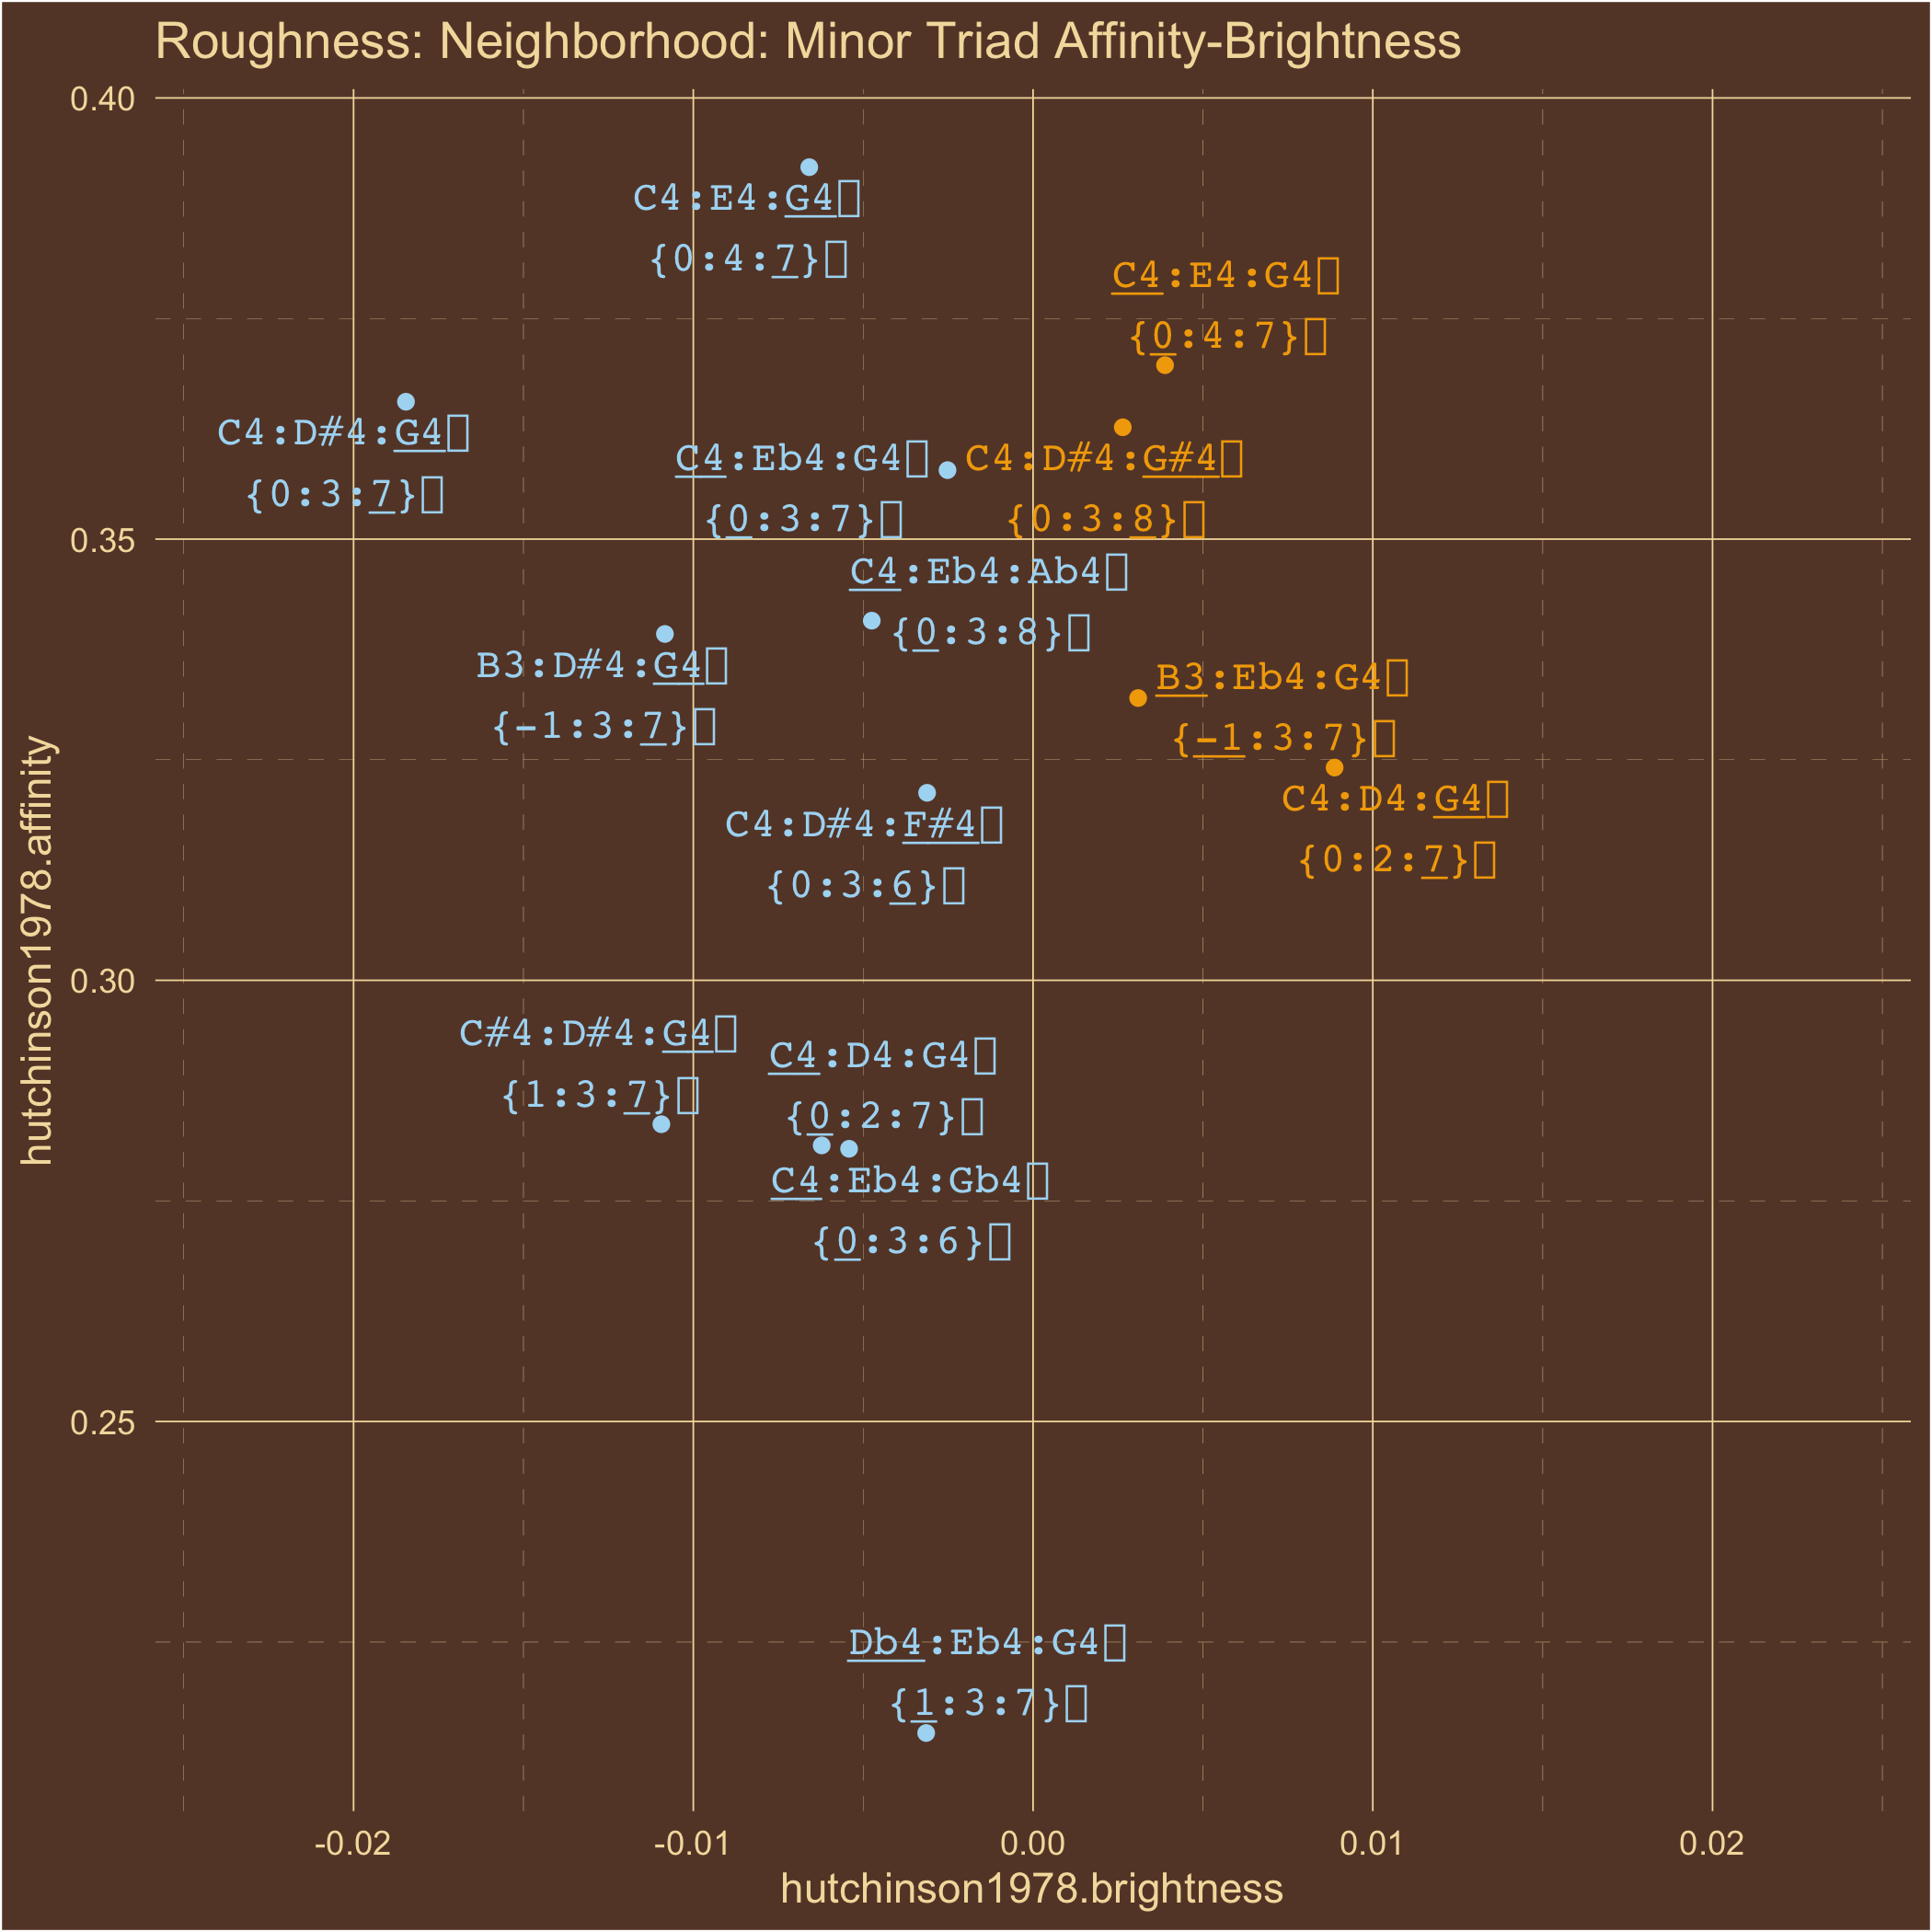 Roughness: Neighborhood: Minor Triad Affinity-Brightness
0.40
C4:E4:G4
{0:4:7}
C4:E4:G4
{0:4:7}
C4:D#4:G4
{0:3:7}
C4:Eb4:G4
{0:3:7}
C4:D#4:G#4
{0:3:8}
0.35
C4:Eb4:Ab4
{0:3:8}
B3:D#4:G4
{-1:3:7}
B3:Eb4:G4
{-1:3:7}
C4:D4:G4
{0:2:7}
C4:D#4:F#4
{0:3:6}
hutchinson1978.affinity
0.30
C#4:D#4:G4
{1:3:7}
C4:D4:G4
{0:2:7}
C4:Eb4:Gb4
{0:3:6}
0.25
Db4:Eb4:G4
{1:3:7}
-0.02 -0.01 0.00 0.01 0.02
hutchinson1978.brightness